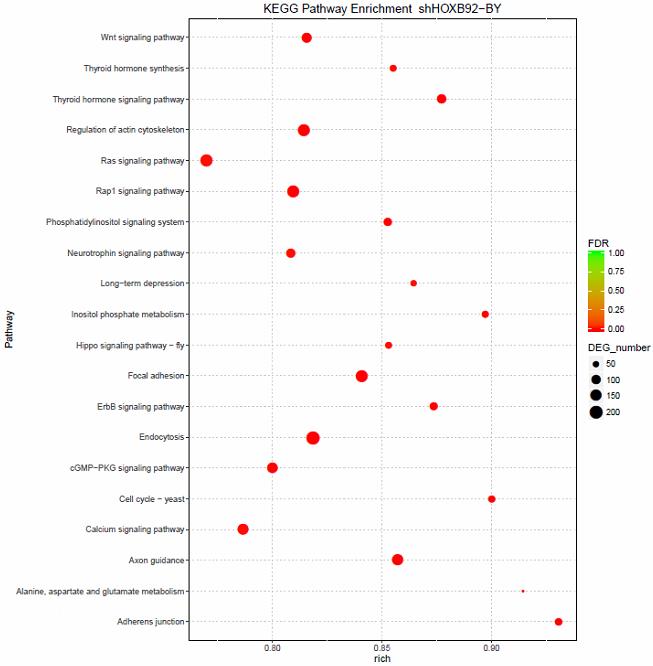 KEGG Pathway Enrichment  shHOXB92−BY
Wnt signaling pathway
Thyroid hormone synthesis
Thyroid hormone signaling pathway
Regulation of actin cytoskeleton
Ras signaling pathway
Rap1 signaling pathway
Phosphatidylinositol signaling system
Neurotrophin signaling pathway
Long−term depression
Inositol phosphate metabolism
Hippo signaling pathway − fly
Focal adhesion
ErbB signaling pathway
Endocytosis
cGMP−PKG signaling pathway
Cell cycle − yeast
Calcium signaling pathway
Axon guidance
Alanine, aspartate and glutamate metabolism
Adherens junction
Pathway
0.80 0.85 0.90
rich
FDR
1.00
0.75
0.50
0.25
0.00
DEG_number
50
100
150
200